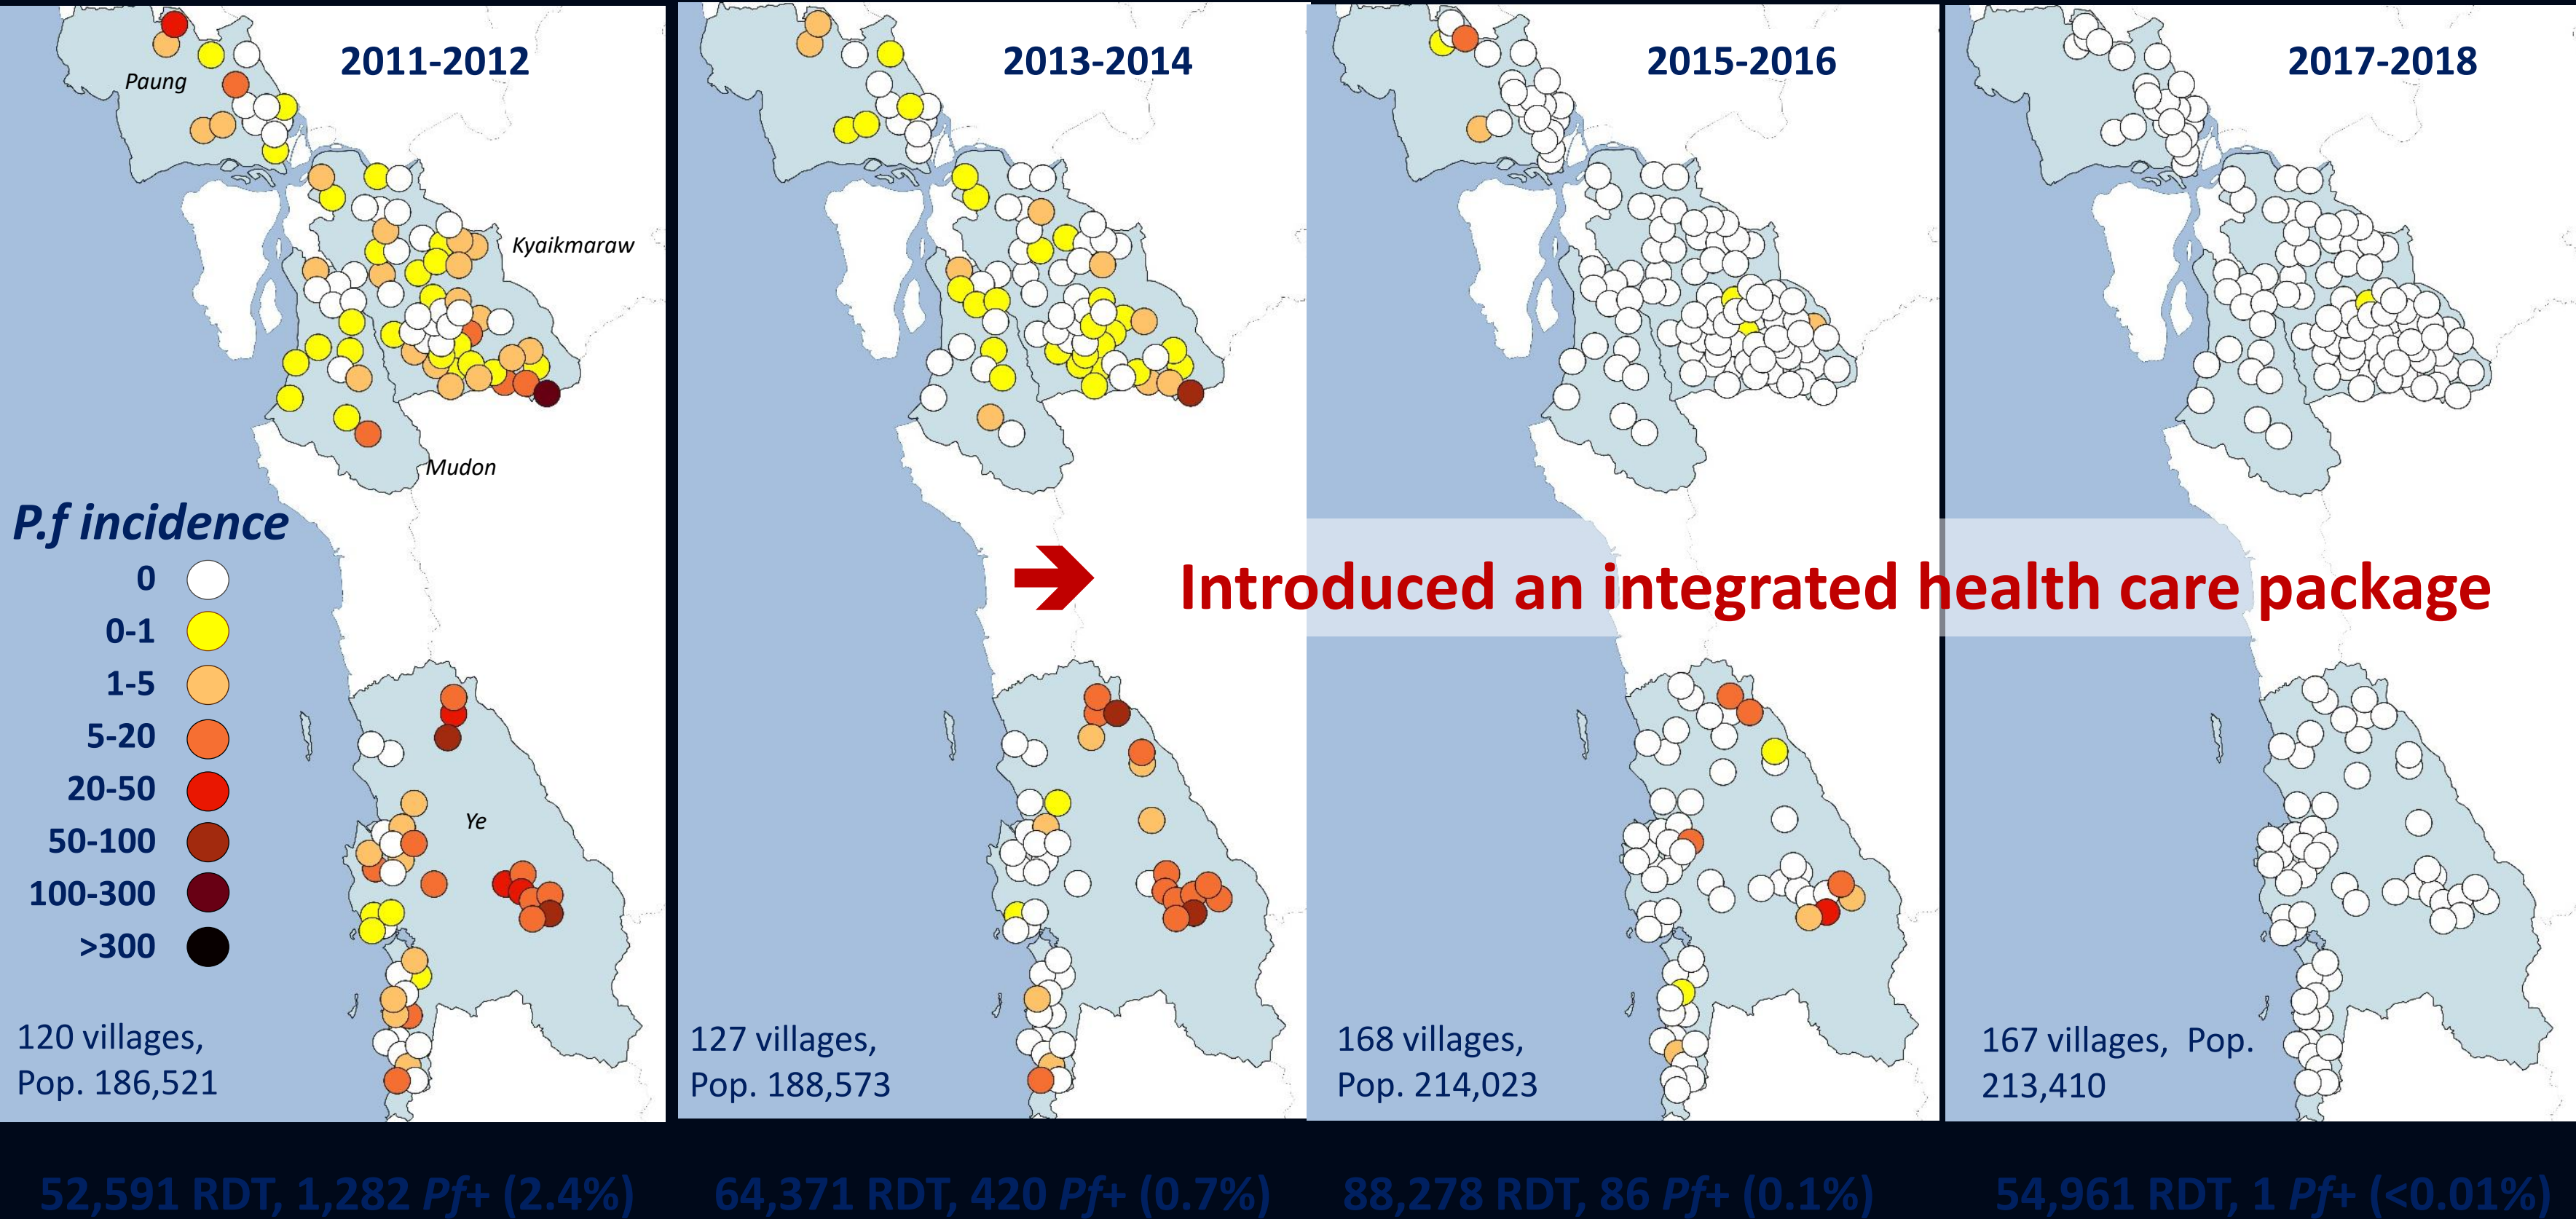 2011-2012
Paung
Kyaikmaraw
Mudon
P.f incidence
0
0-1
1-5
5-20
20-50
50-100
100-300
>300
Ye
120 villages,
Pop. 186,521
52,591 RDT, 1,282 Pf+ (2.4%)
2013-2014
127 villages,
Pop. 188,573
64,371 RDT, 420 Pf+ (0.7%)
2015-2016
Introduced an integrated health care package
168 villages,
Pop. 214,023
88,278 RDT, 86 Pf+ (0.1%)
2017-2018
167 villages, Pop.
213,410
54,961 RDT, 1 Pf+ (<0.01%)